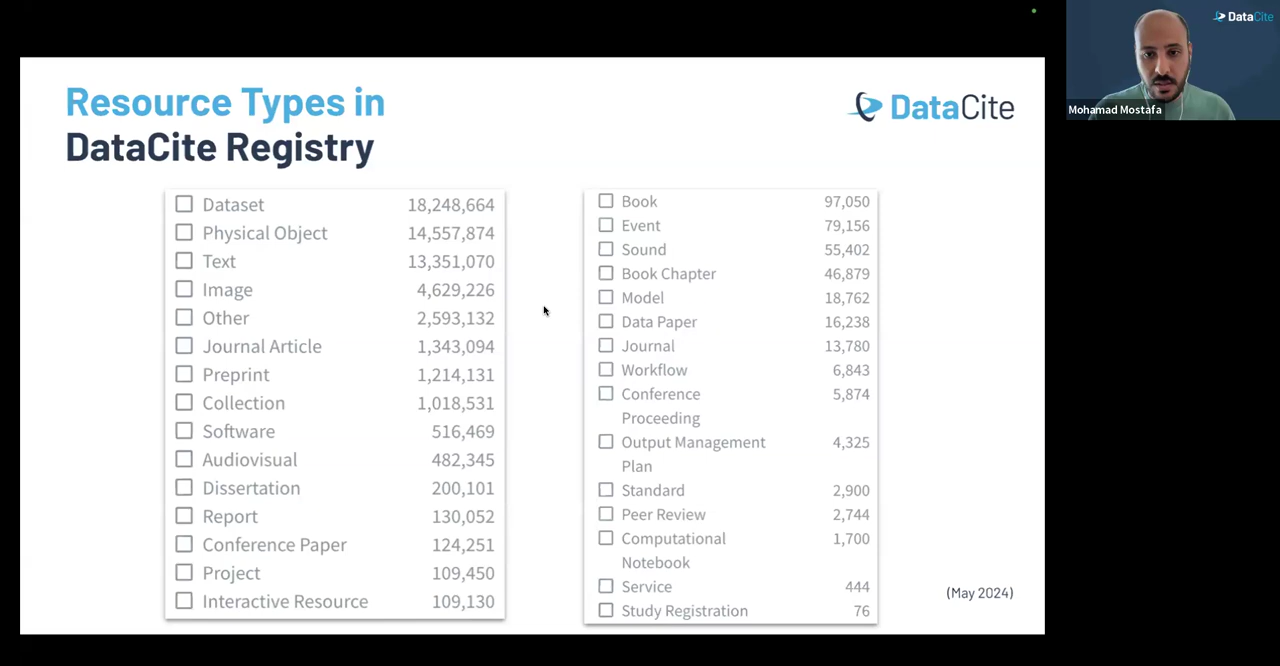 Resource Types in
DataCite Registry
DataCite
Dataset 18,248,664
Physical Object 14,557,874
Text 13,351,070
Image 4,629,226
Other 2,593,132
Journal Article 1,343,094
Preprint 1,214,131
Collection 1,018,531
Software 516,469
Audiovisual 482,345
Dissertation 200,101
Report 130,052
Conference Paper 124,251
Project 109,450
Interactive Resource 109,130
Book 97,050
Event 79,156
Sound 55,402
Book Chapter 46,879
Model 18,762
Data Paper 16,238
Journal 13,780
Workflow 6,843
Conference 5,874
Proceeding
Output Management 4,325
Plan
Standard 2,900
Peer Review 2,744
Computational 1,700
Notebook
Service 444
Study Registration 76
(May 2024)
DataCite
Mohamad Mostafa